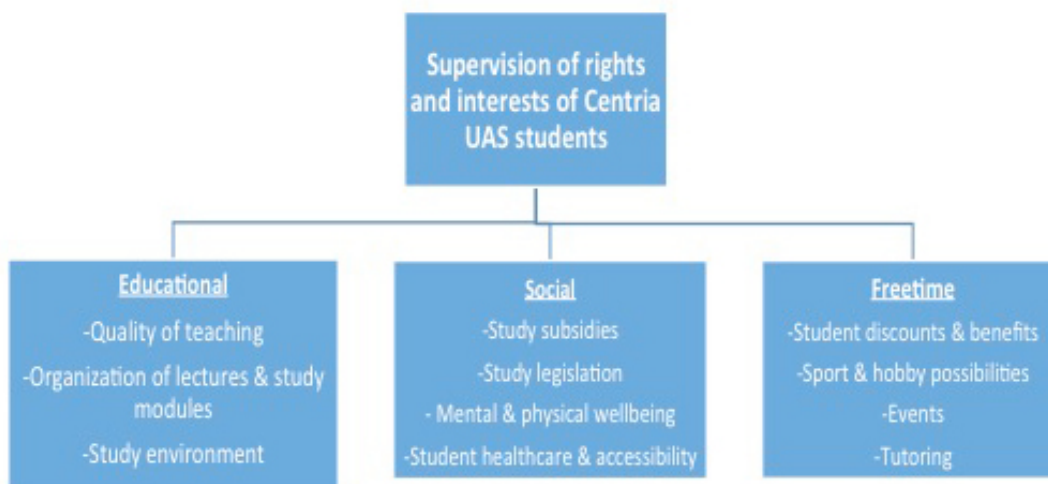 Supervision of rights
and interests of Centria
UAS students
Educational
-Quality of teaching
-Organization of lectures & study
modules
-Study environment
Social
-Study subsidies
-Study legislation
- Mental & physical wellbeing
-Student healthcare & accessibility
Freetime
-Student discounts & benefits
-Sport & hobby possibilities
-Events
-Tutoring